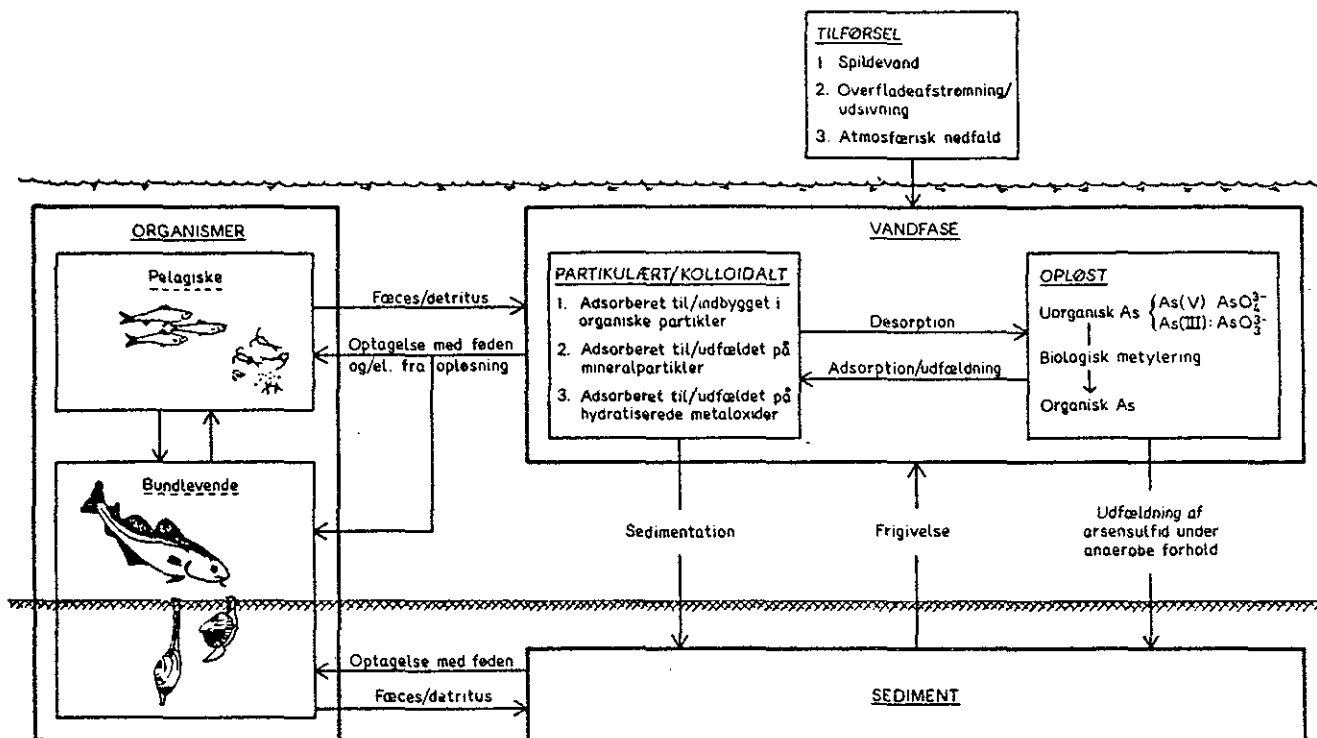 TILFØRSEL
1 Spildevand
2. Overfladeafstrømning/
udsivning
3. Atmosfærisk nedfald
ORGANISMER
Pelagiske
Fæces/detritus
Optagelse med føden
og/el. fra opløsning
Bundlevende
VANDFASE
PARTIKULÆRT/KOLLOIDALT
1. Adsorberet til/indbygget i
organiske partikler
2. Adsorberet til/udfældet på
mineralpartikler
3. Adsorberet til/udfældet på
hydratiserede metaloxider
Desorption
Adsorption/udfældning
OPLØST
Uorganisk As
As(V) AsO
As(III): AsO₃³⁻
Biologisk metylering
Organisk As
Sedimentation
Frigivelse
Udfældning af
arsensulfid under
anaerobe forhold
Optagelse med føden
Fæces/detritus
SEDIMENT